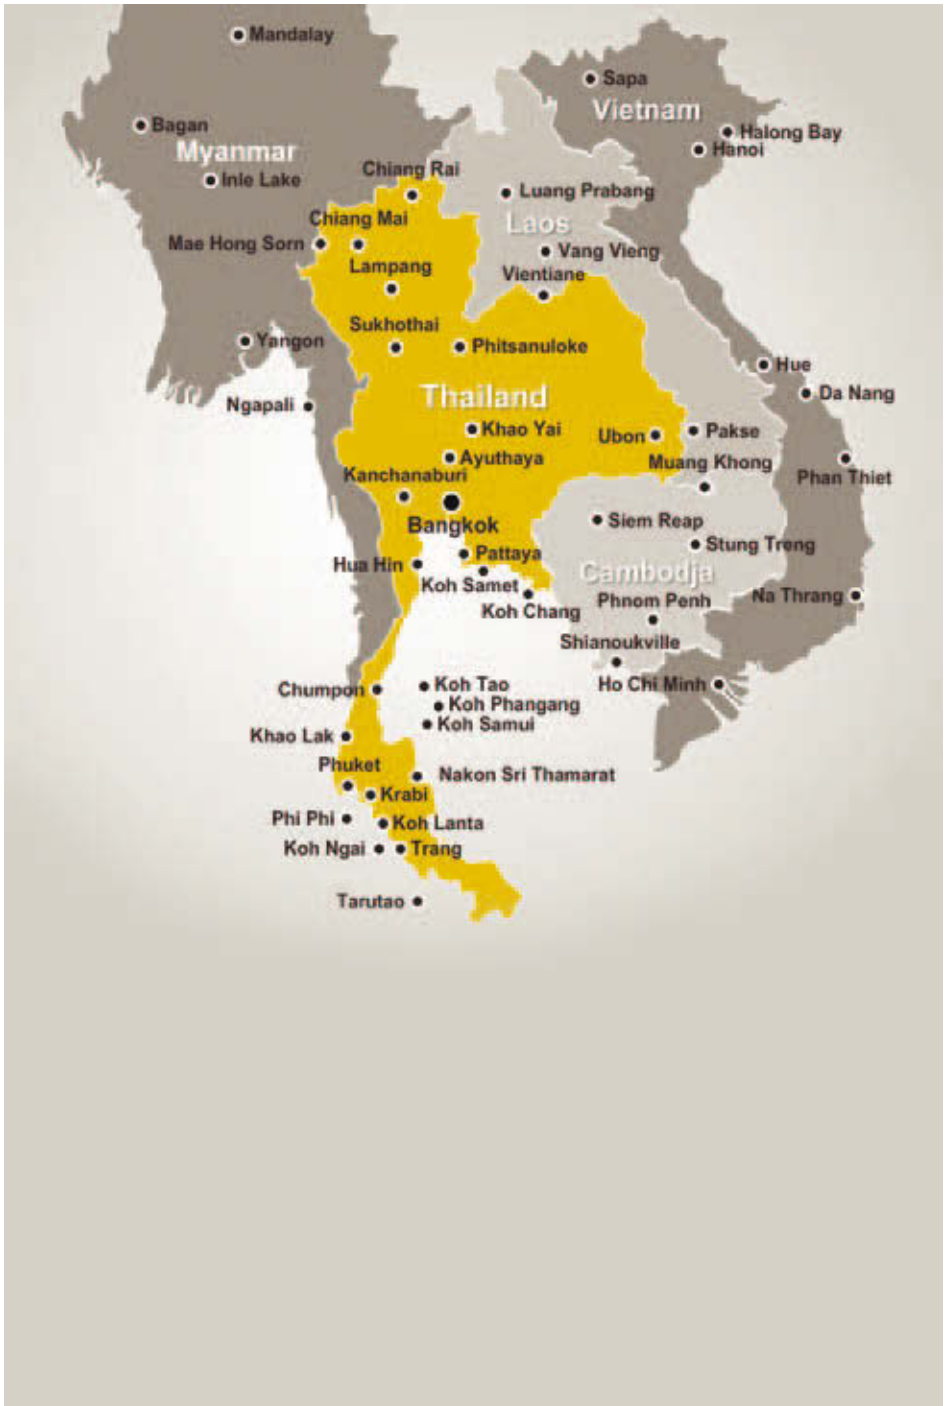 Mandalay
Sapa
Vietnam
Bagan
Halong Bay
Myanmar
Hanoi
Chiang Rai
Inle Lake
Luang Prabang
Chiang Mai
Laos
Mae Hong Sorn
Vang Vieng
Lampang
Vientiane
Sukhothai
Yangon
Phitsanuloke
Hue
Thailand
Da Nang
Ngapali
Khao Yai
Ubon
Pakse
Ayuthaya
Muang Khong
Kanchanaburi
Phan Thiet
Bangkok
Siem Reap
Stung Treng
Pattaya
Hua Hin
Cambodja
Koh Samet
Na Thrang
Koh Chang
Phnom Penh
Shianoukville
Chumpon
Koh Tao
Ho Chi Minh
Koh Phangang
Koh Samui
Khao Lak
Phuket
Nakon Sri Thamarat
Krabi
Phi Phi
Koh Lanta
Koh Ngai
Trang
Tarutao